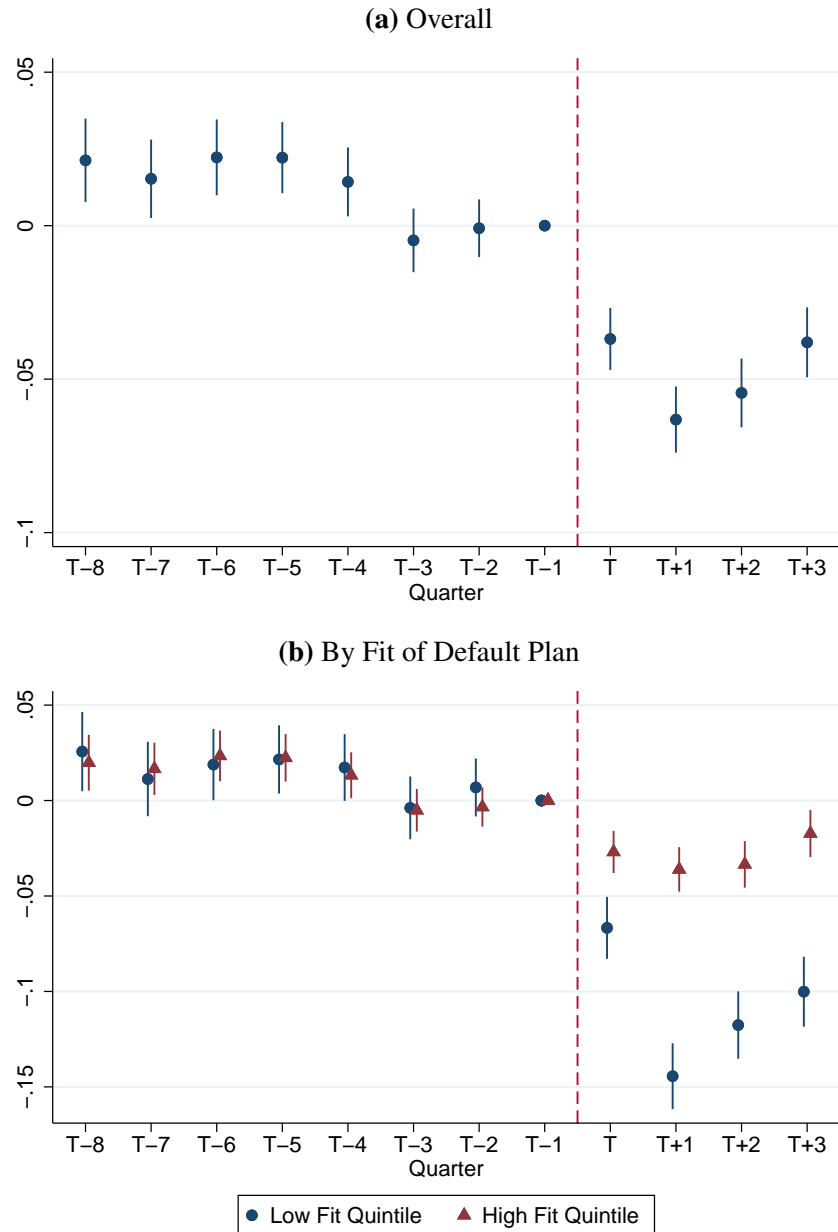 (a) Overall
.05
0
−.05
−.1
T−8 T−7 T−6 T−5 T−4 T−3 T−2 T−1 T T+1 T+2 T+3
Quarter
(b) By Fit of Default Plan
.05
0
−.05
−.1
−.15
T−8 T−7 T−6 T−5 T−4 T−3 T−2 T−1 T T+1 T+2 T+3
Quarter
Low Fit Quintile High Fit Quintile